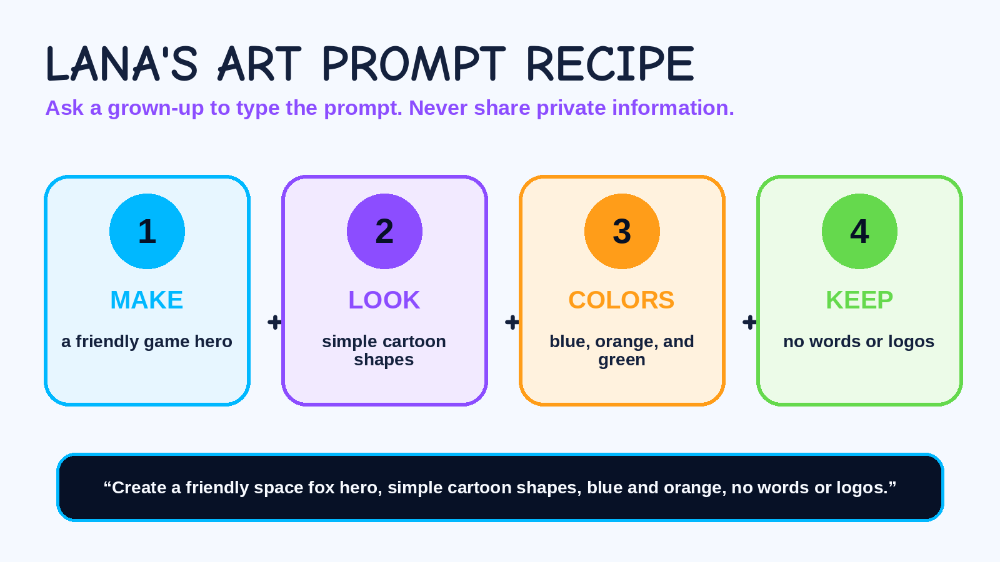 LANA'S ART PROMPT RECIPE
Ask a grown-up to type the prompt. Never share private information.
1
MAKE
a friendly game hero
+
2
LOOK
simple cartoon
shapes
+
3
COLORS
blue, orange, and
green
+
4
KEEP
no words or logos
“Create a friendly space fox hero, simple cartoon shapes, blue and orange, no words or logos.”